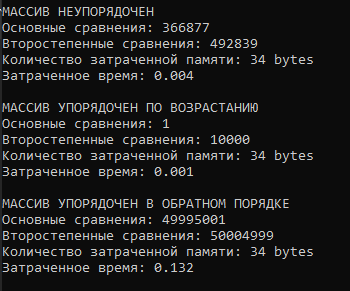 МАССИВ НЕУПОРЯДОЧЕН
Основные сравнения: 366877
Второстепенные сравнения: 492839
Количество затраченной памяти: 34 bytes
Затраченное время: 0.004
МАССИВ УПОРЯДОЧЕН ПО ВОЗРАСТАНИЮ
Основные сравнения: 1
Второстепенные сравнения: 10000
Количество затраченной памяти: 34 bytes
Затраченное время: 0.001
МАССИВ УПОРЯДОЧЕН В ОБРАТНОМ ПОРЯДКЕ
Основные сравнения: 49995001
Второстепенные сравнения: 50004999
Количество затраченной памяти: 34 bytes
Затраченное время: 0.132